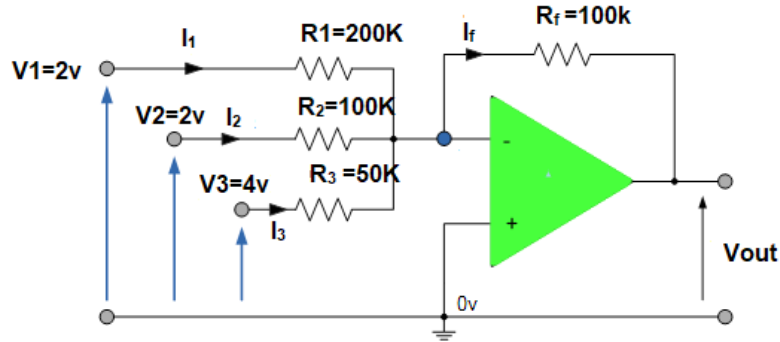 I1
R1=200K
If
Rf =100k
V1=2v
V2=2v
I2
R2=100K
-
V3=4v
R3 =50K
I3
+
Vout
0v